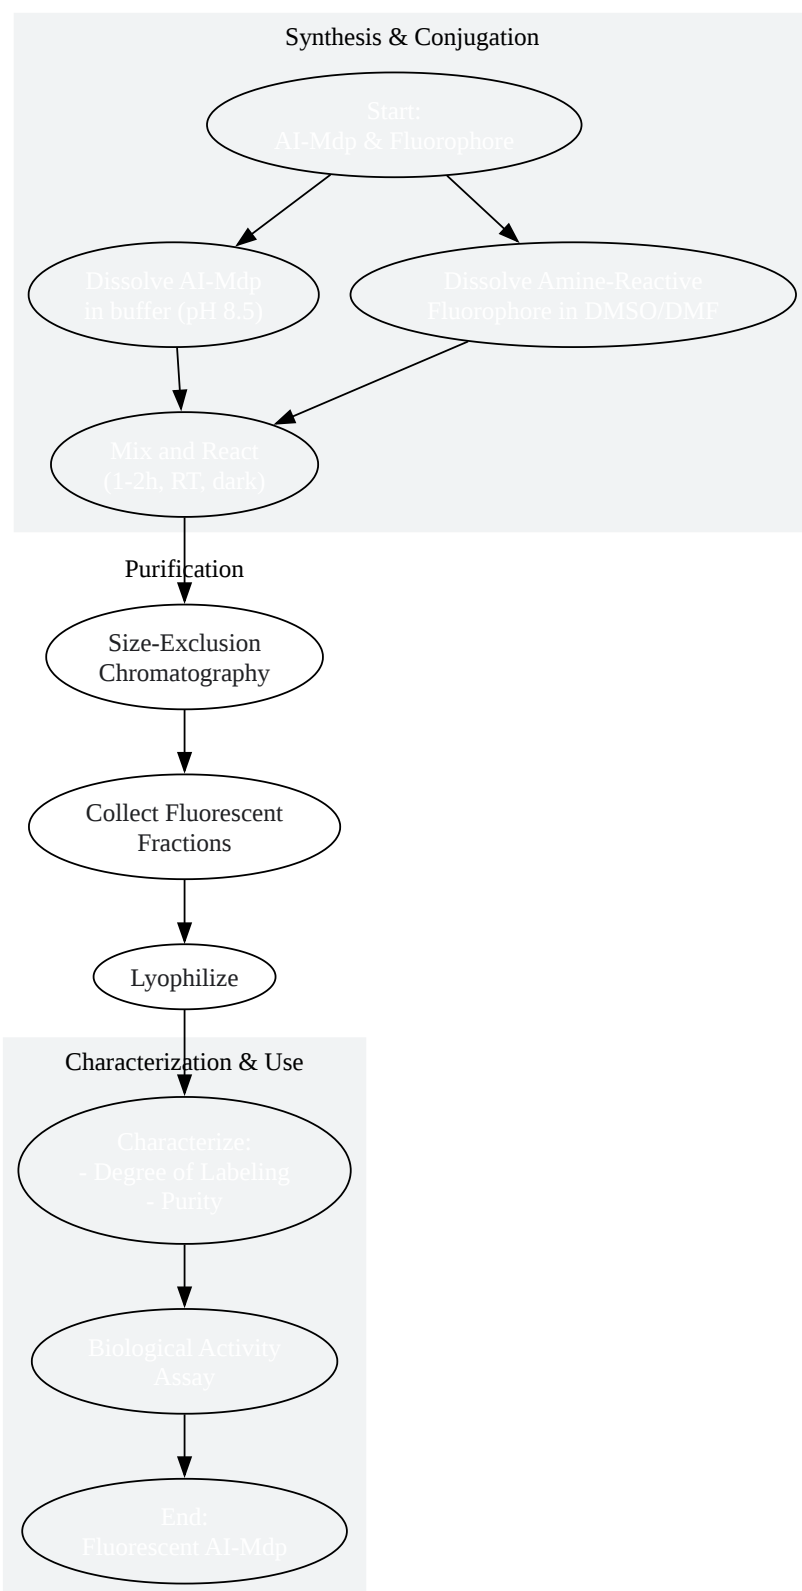 Synthesis & Conjugation
Start:
AI-Mdp & Fluorophore
Dissolve AI-Mdp
in buffer (pH 8.5)
Dissolve Amine-Reactive
Fluorophore in DMSO/DMF
Mix and React
(1-2h, RT, dark)
Purification
Size-Exclusion
Chromatography
Collect Fluorescent
Fractions
Lyophilize
Characterization & Use
Characterize:
- Degree of Labeling
- Purity
Biological Activity
Assay
End:
Fluorescent AI-Mdp